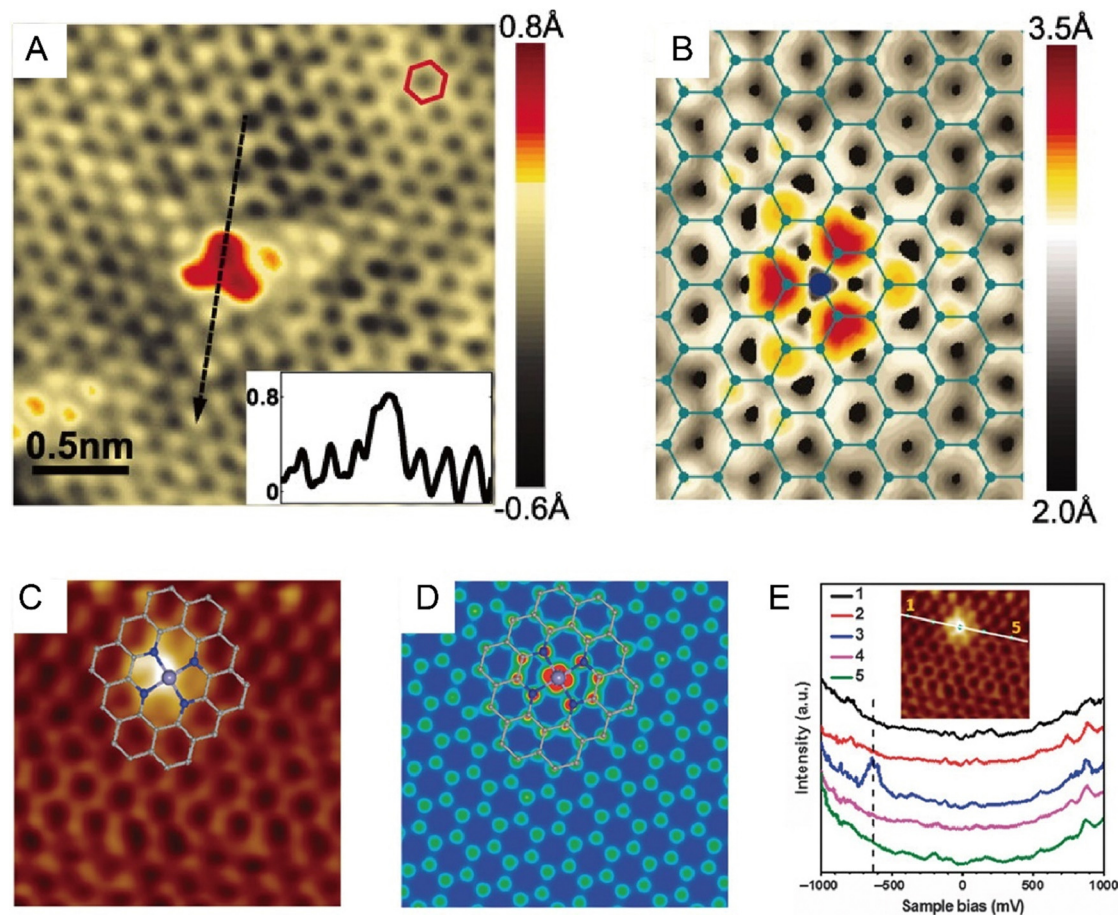 A
0.8Å
-0.6Å
0.5nm
0.8
0
B
3.5Å
2.0Å
C
D
E
1
2
3
4
5
1
5
Intensity (a.u.)
–1000
–500
0
500
1000
Sample bias (mV)